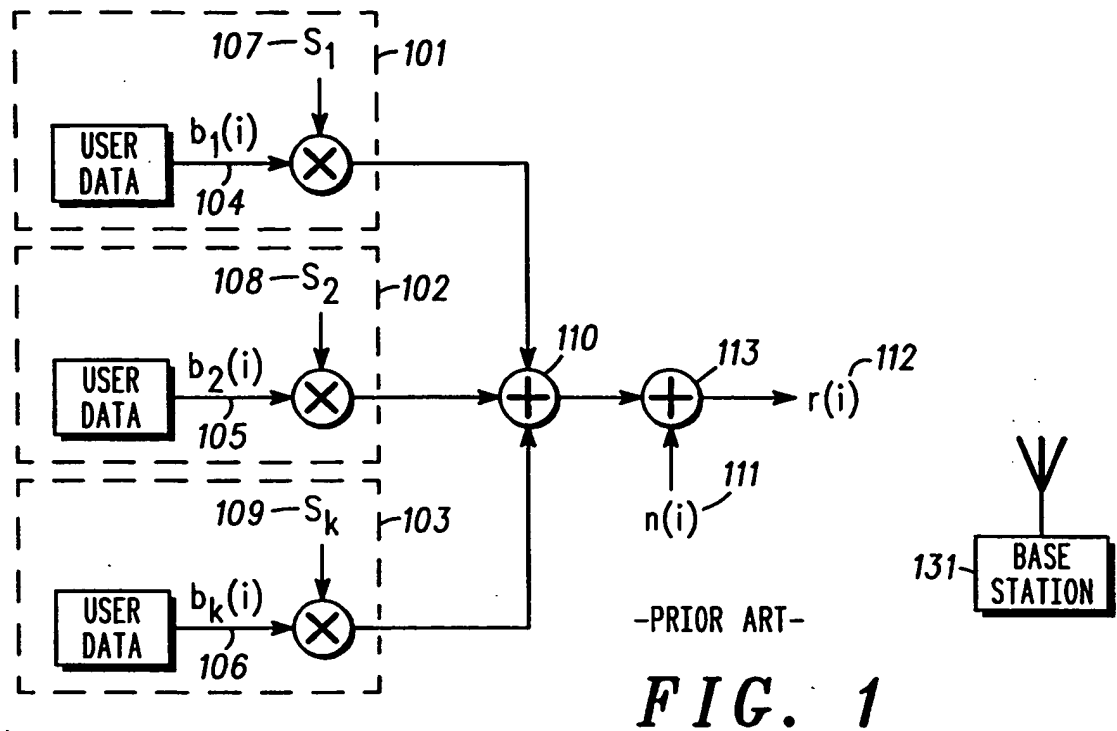 107 S₁ 101
USER DATA b₁(i) 104
108 S₂ 102
USER DATA b₂(i) 105
109 Sₖ 103
USER DATA bₖ(i) 106
110
113
r(i) 112
n(i) 111
131 BASE STATION
-PRIOR ART-
FIG. 1